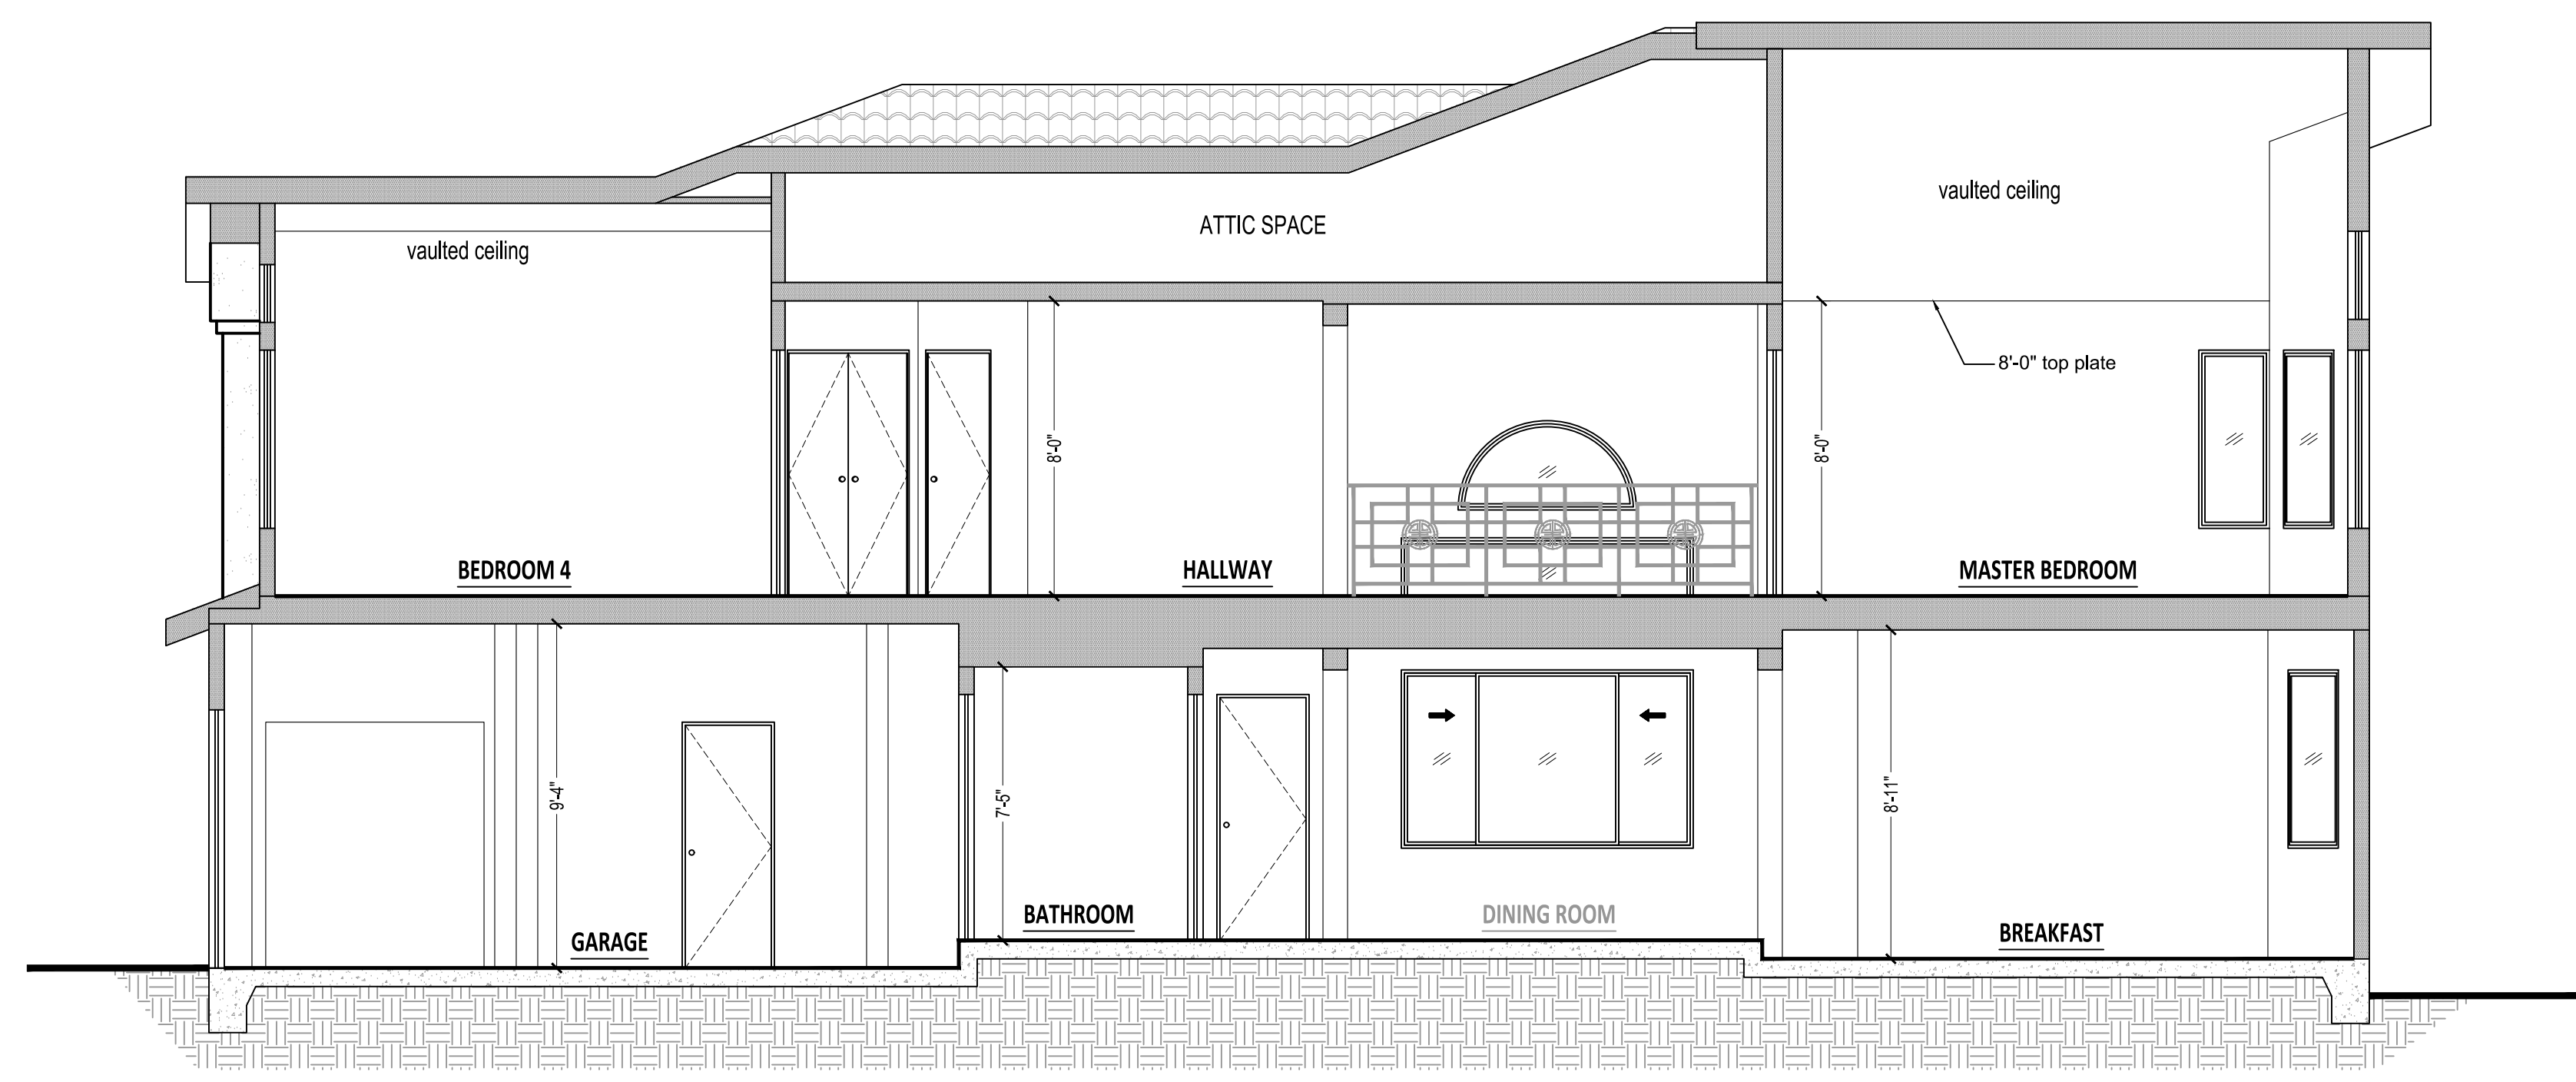 ATTIC SPACE
vaulted ceiling
vaulted ceiling
8'-0" top plate
8'-0"
8'-0"
BEDROOM 4
HALLWAY
MASTER BEDROOM
9'-4"
7'-5"
8'-11"
GARAGE
BATHROOM
DINING ROOM
BREAKFAST